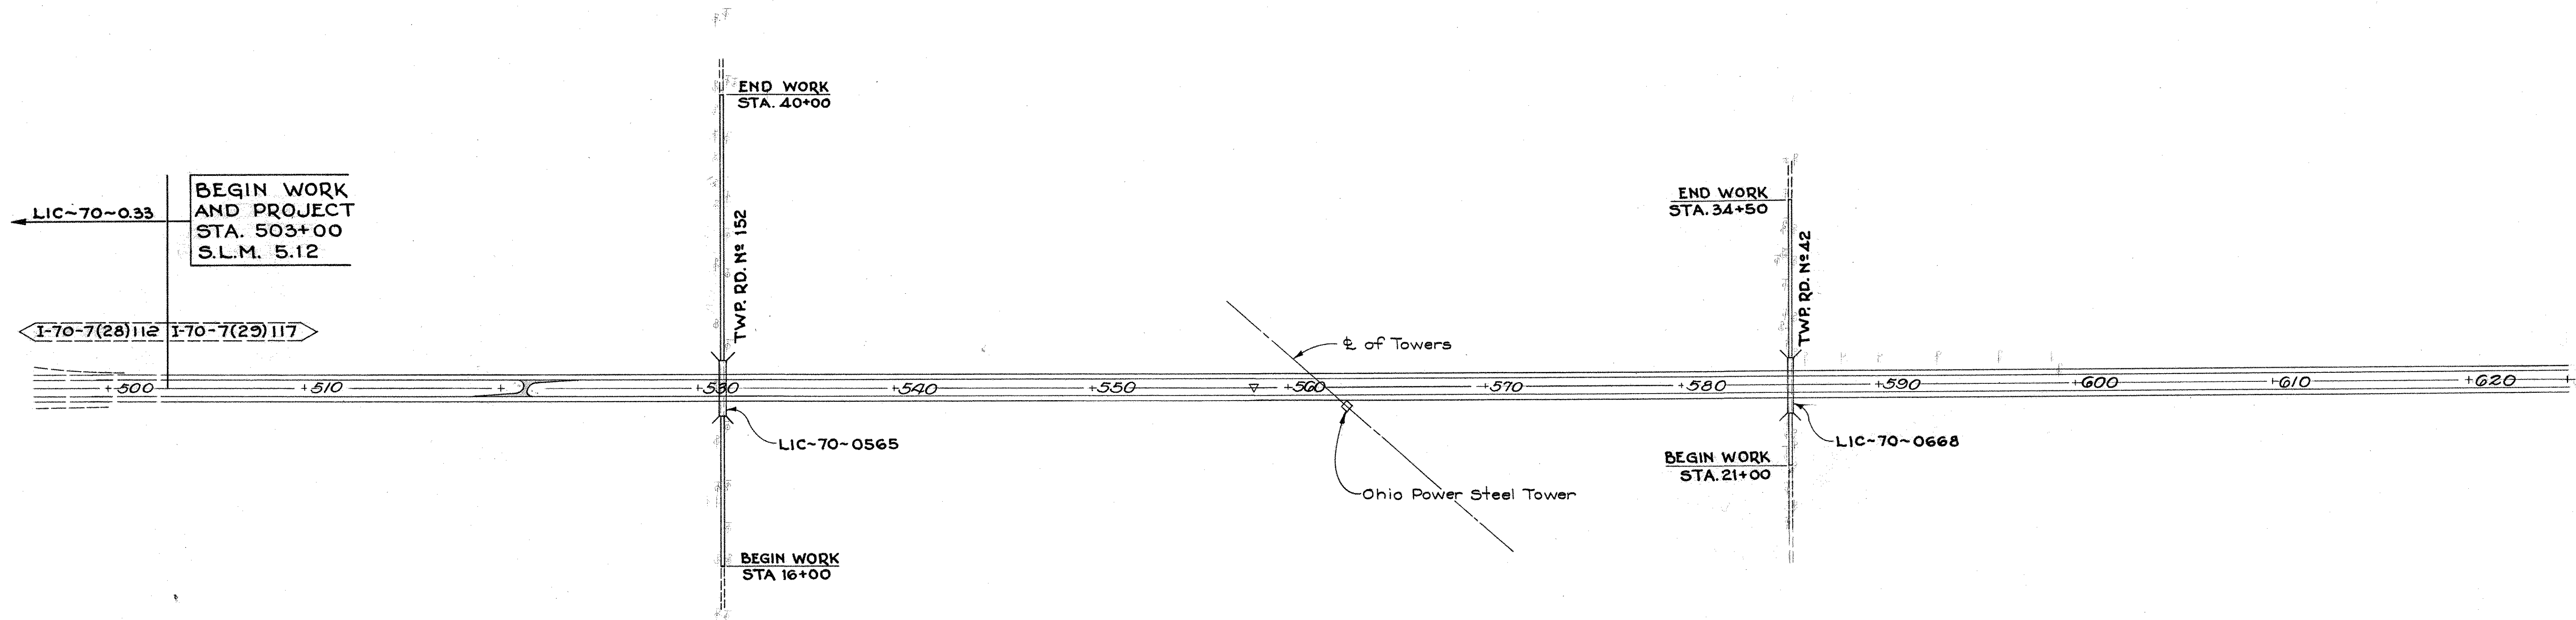 END WORK
STA. 40+00
LIC~70~0.33
BEGIN WORK
AND PROJECT
STA. 503+00
S.L.M. 5.12
TWP. RD. Nº 152
END WORK
STA. 34+50
TWP. RD. Nº 42
I-70-7(28)112 I-70-7(29)117
℄ of Towers
+500 +510 + +530 +540 +550 +560 +570 +580 +590 +600 +610 +620 +
LIC~70~0565
LIC~70~0668
BEGIN WORK
STA. 21+00
Ohio Power Steel Tower
BEGIN WORK
STA 16+00